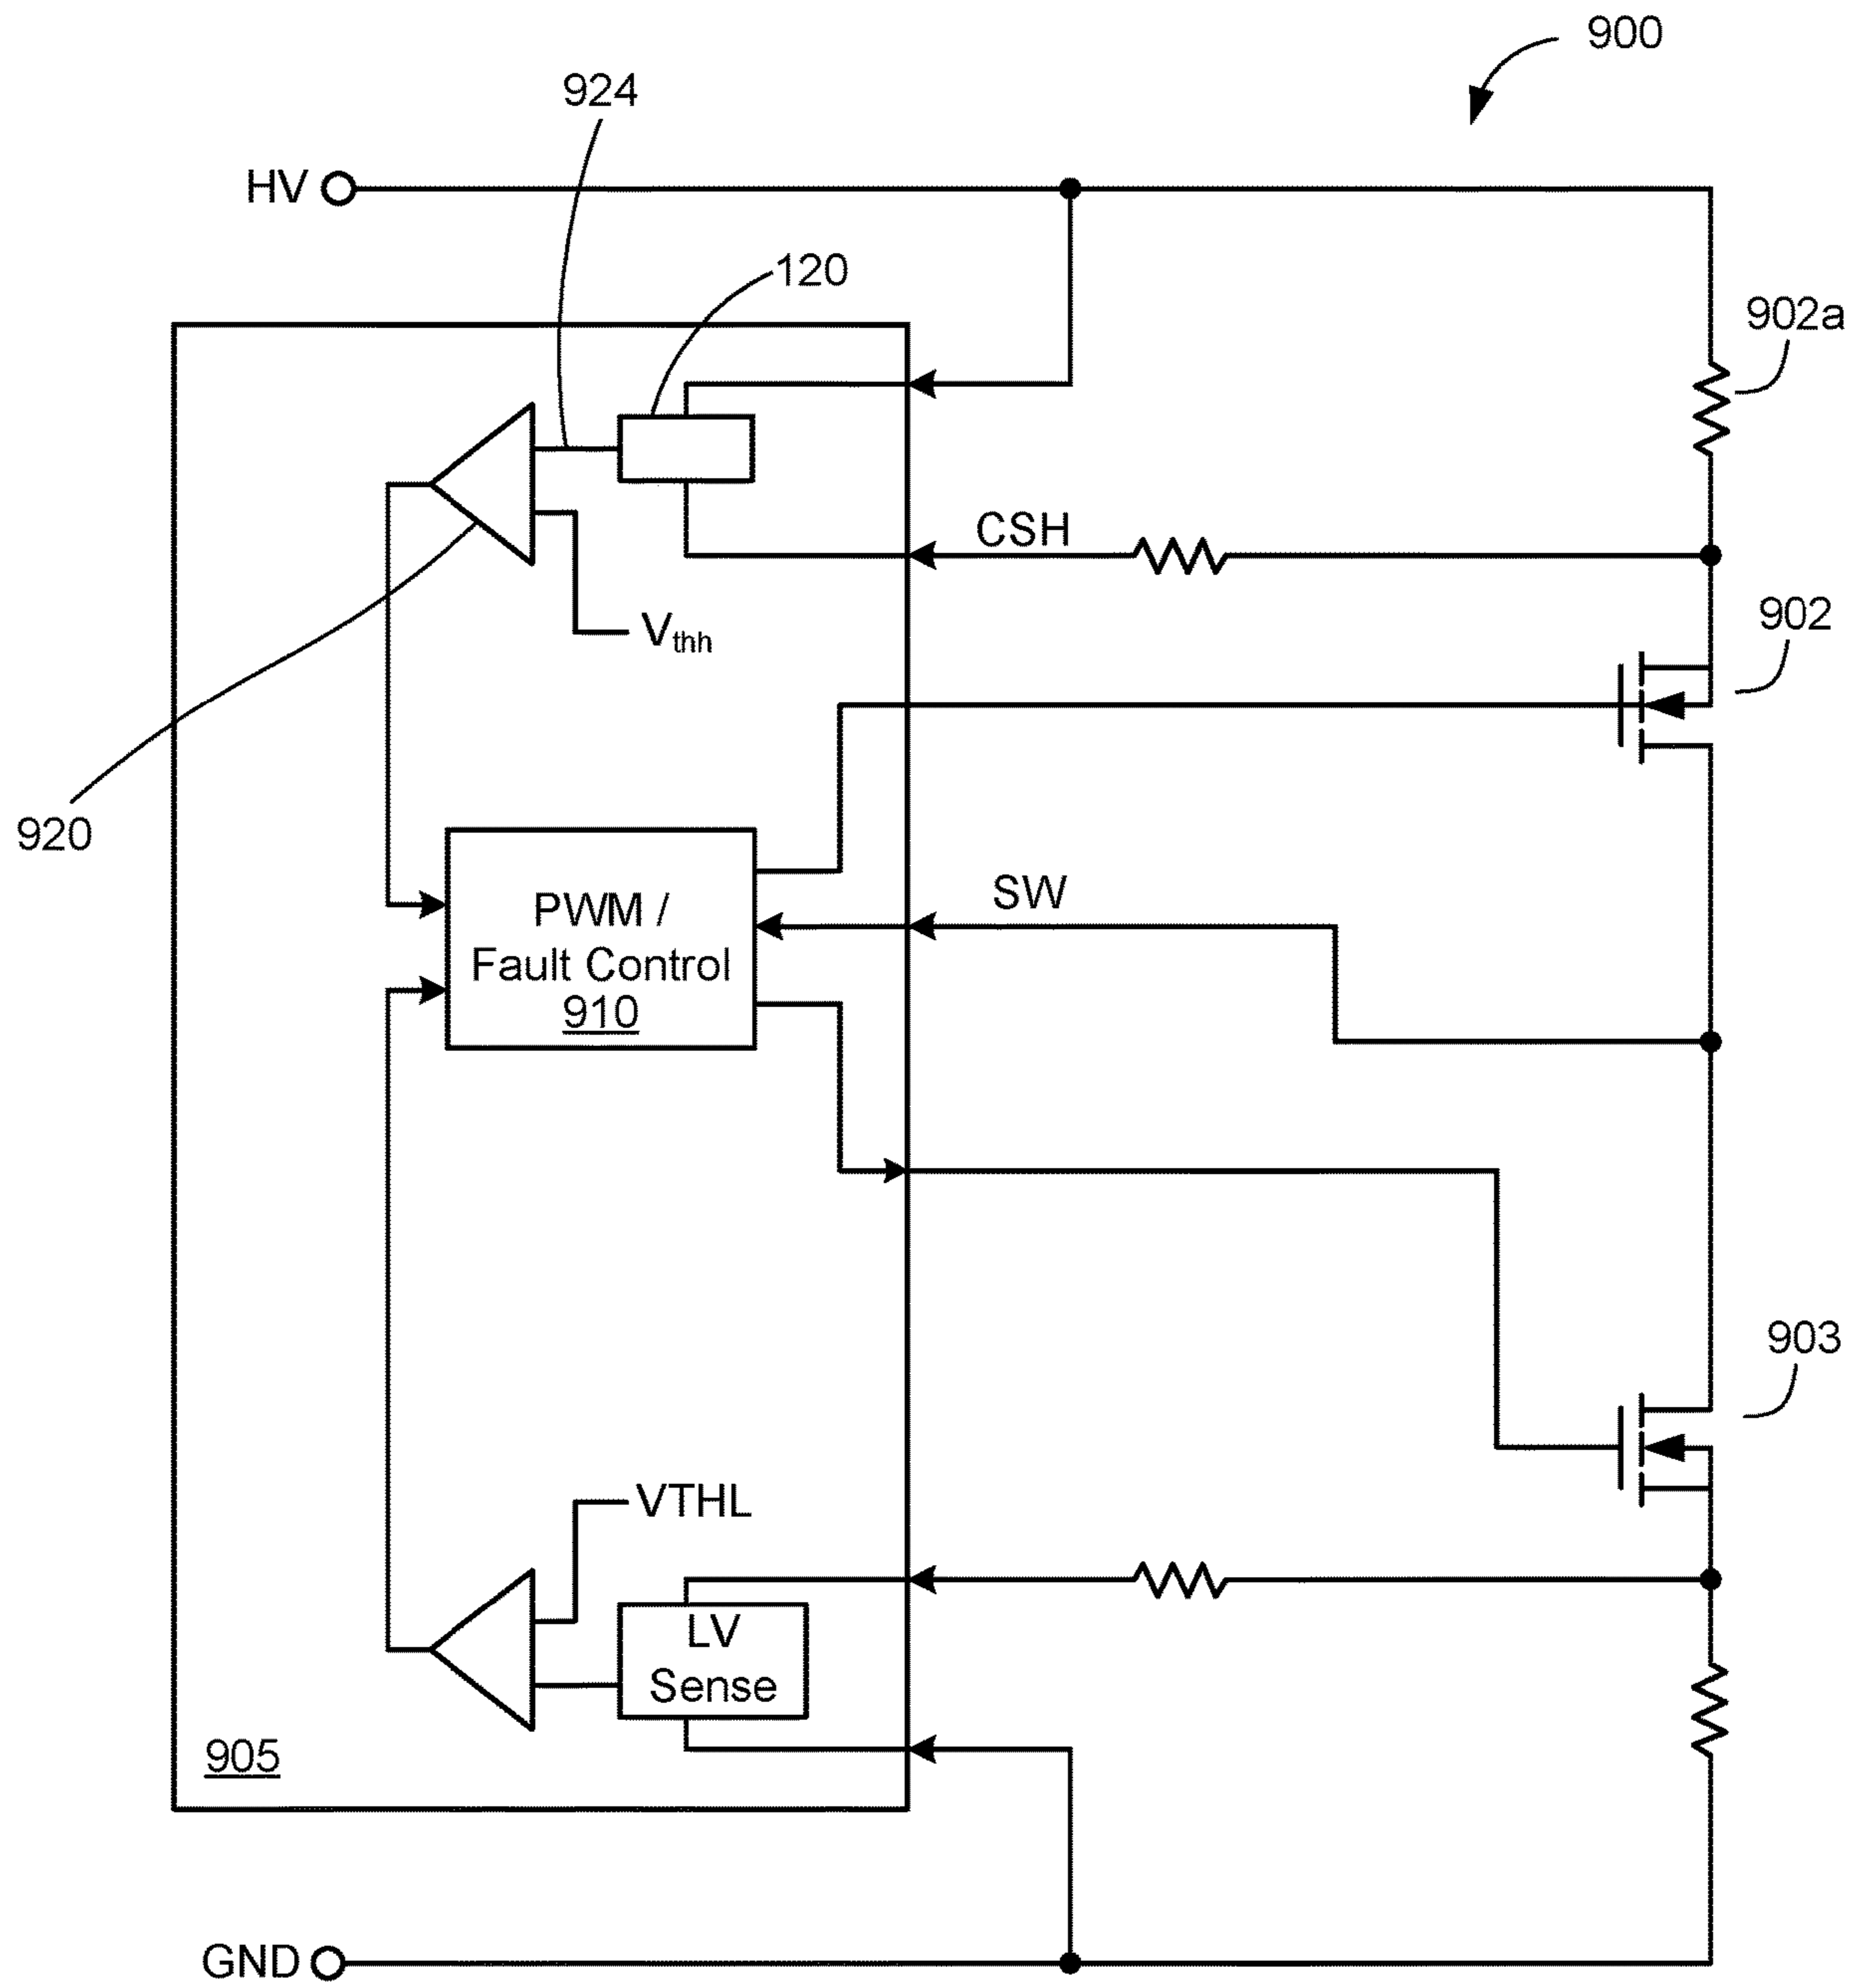 900
924
HV
120
902a
CSH
902
Vthh
920
SW
PWM /
Fault Control
910
903
VTHL
LV
Sense
905
GND